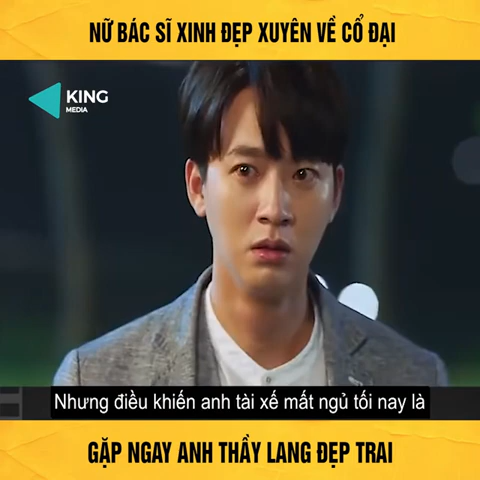 NỮ BÁC SĨ XINH ĐẸP XUYÊN VỀ CỔ ĐẠI
KING
MEDIA
Nhưng điều khiến anh tài xế mất ngủ tối nay là
GẶP NGAY ANH THẦY LANG ĐẸP TRAI